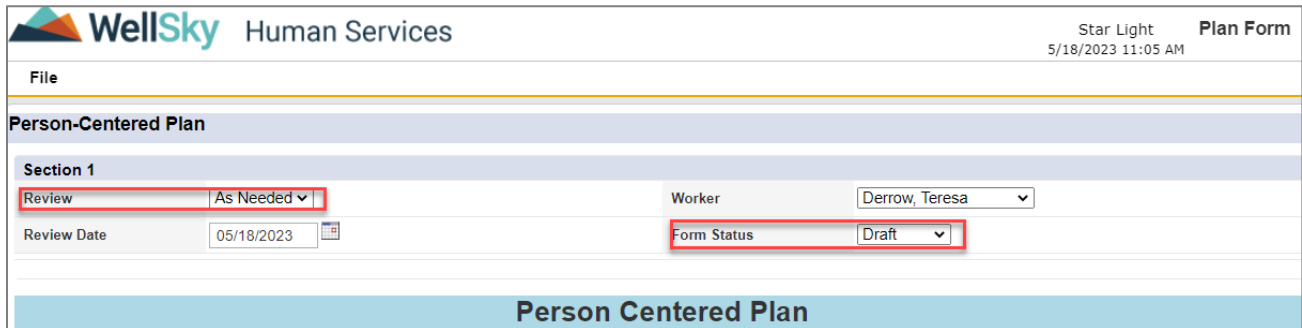 WellSky Human Services
Star Light Plan Form
5/18/2023 11:05 AM
File
Person-Centered Plan
Section 1
Review As Needed Worker Derrow, Teresa
Review Date 05/18/2023 Form Status Draft
Person Centered Plan